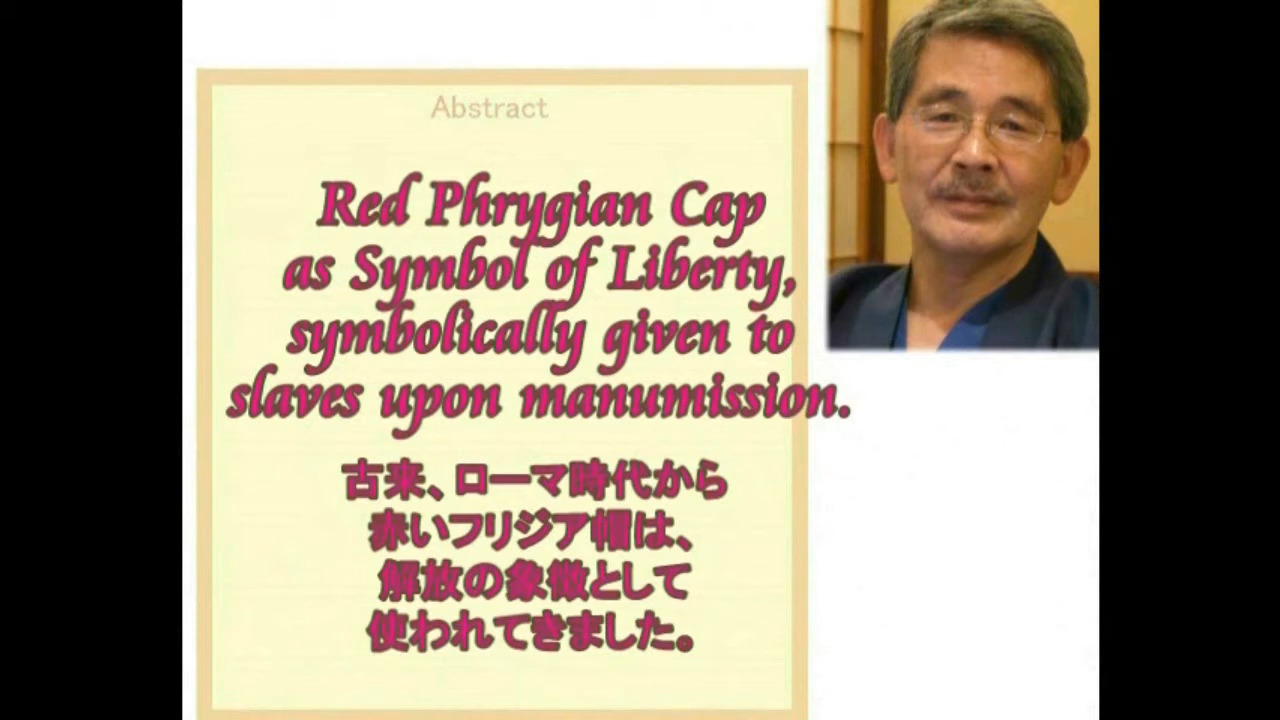 Abstract
Red Phrygian Cap
as Symbol of Liberty,
symbolically given to
slaves upon manumission.
古来、ローマ時代から
赤いフリジア帽は、
解放の象徴として
使われてきました。